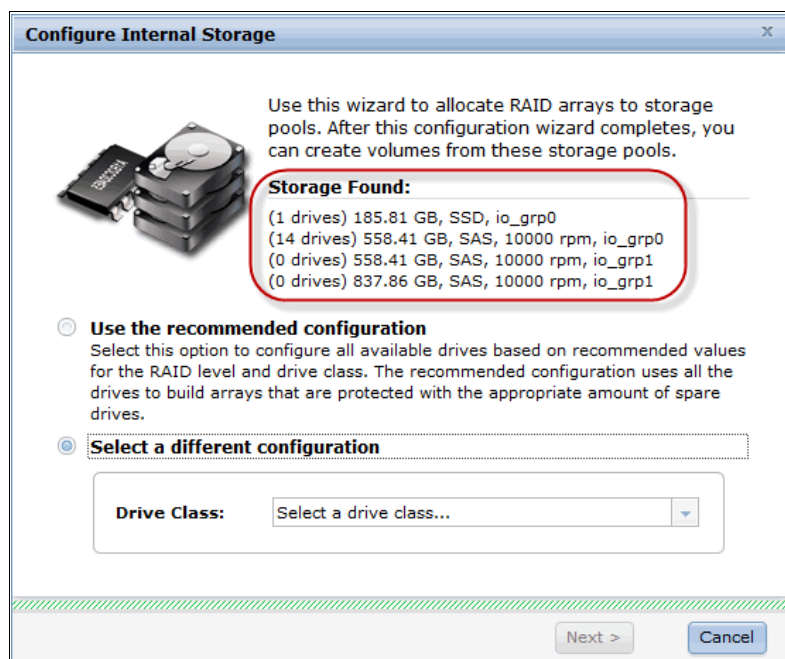 Configure Internal Storage
x
Use this wizard to allocate RAID arrays to storage
pools. After this configuration wizard completes, you
can create volumes from these storage pools.
Storage Found:
(1 drives) 185.81 GB, SSD, io_grp0
(14 drives) 558.41 GB, SAS, 10000 rpm, io_grp0
(0 drives) 558.41 GB, SAS, 10000 rpm, io_grp1
(0 drives) 837.86 GB, SAS, 10000 rpm, io_grp1
Use the recommended configuration
Select this option to configure all available drives based on recommended values
for the RAID level and drive class. The recommended configuration uses all the
drives to build arrays that are protected with the appropriate amount of spare
drives.
Select a different configuration
Drive Class:
Select a drive class...
Next >
Cancel